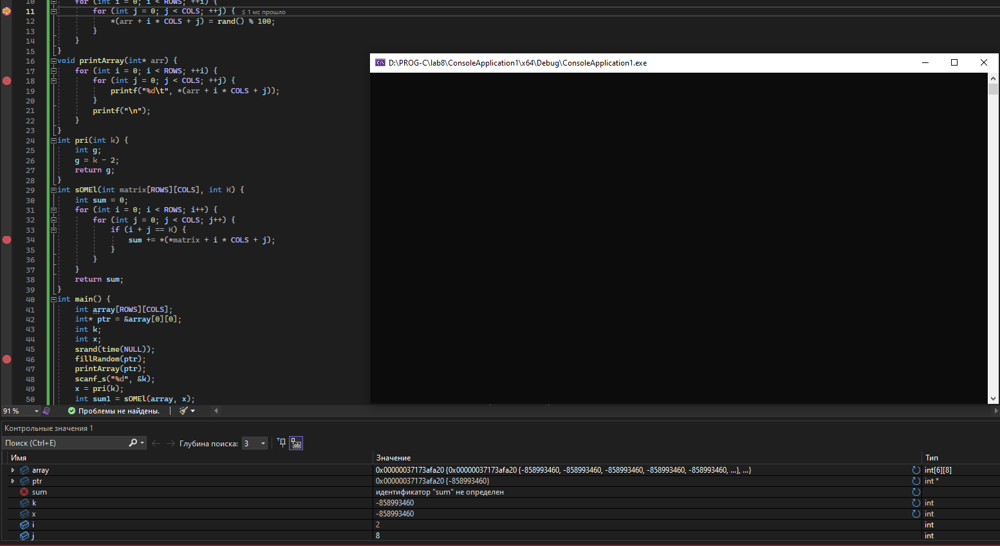 10 for (int i = 0; i < ROWS; ++i) {
11 for (int j = 0; j < COLS; ++j) { ≤ 1 мс прошло
12 *(arr + i * COLS + j) = rand() % 100;
13 }
14 }
15 }
16 void printArray(int* arr) {
17 for (int i = 0; i < ROWS; ++i) {
18 for (int j = 0; j < COLS; ++j) {
19 printf("%d\t", *(arr + i * COLS + j));
20 }
21 printf("\n");
22 }
23 }
24 int pri(int k) {
25 int g;
26 g = k - 2;
27 return g;
28 }
29 int sOMEl(int matrix[ROWS][COLS], int K) {
30 int sum = 0;
31 for (int i = 0; i < ROWS; i++) {
32 for (int j = 0; j < COLS; j++) {
33 if (i + j == K) {
34 sum += *(*matrix + i * COLS + j);
35 }
36 }
37 }
38 return sum;
39 }
40 int main() {
41 int array[ROWS][COLS];
42 int* ptr = &array[0][0];
43 int k;
44 int x;
45 srand(time(NULL));
46 fillRandom(ptr);
47 printArray(ptr);
48 scanf_s("%d", &k);
49 x = pri(k);
50 int sum1 = sOMEl(array, x);
D:\PROG-C\lab8\ConsoleApplication1\x64\Debug\ConsoleApplication1.exe
91 % Проблемы не найдены.
Контрольные значения 1
Поиск (Ctrl+E) Глубина поиска: 3
Имя Значение Тип
array 0x00000037173afa20 {0x00000037173afa20 {-858993460, -858993460, -858993460, -858993460, -858993460, ...}, ...} int[6][8]
ptr 0x00000037173afa20 {-858993460} int *
sum идентификатор "sum" не определен
k -858993460 int
x -858993460 int
i 2 int
j 8 int